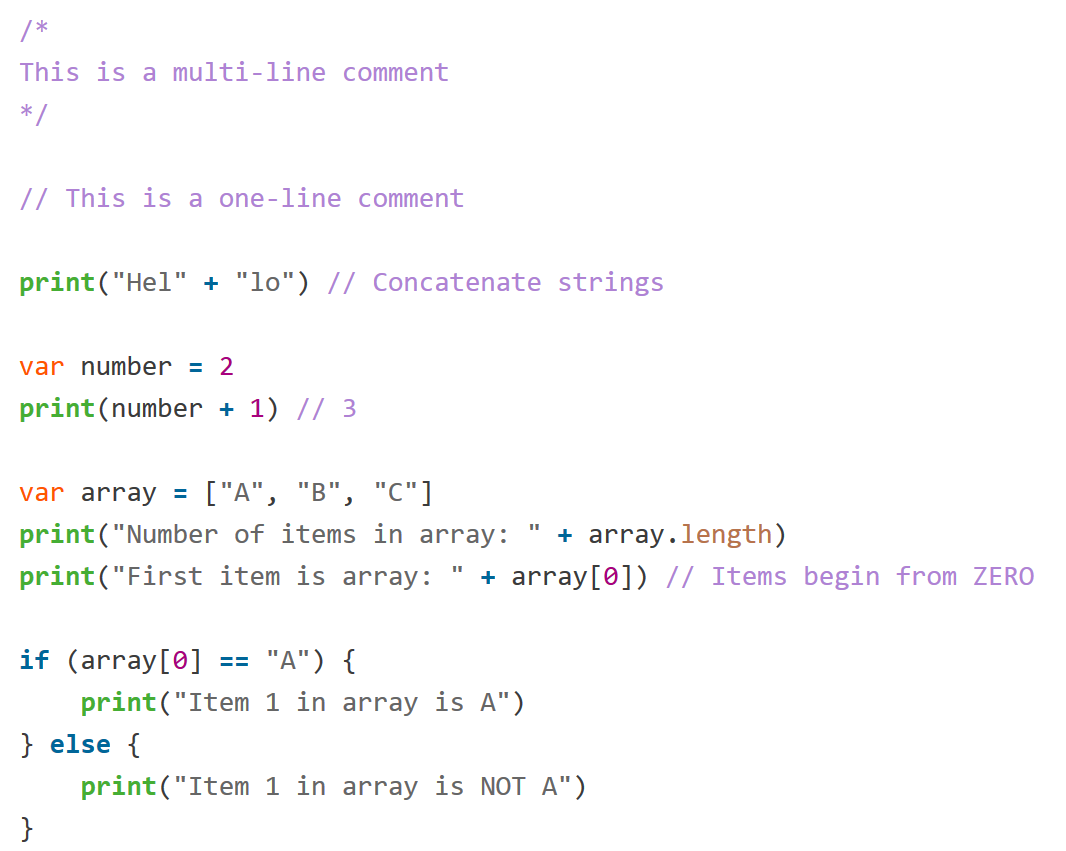 /*
This is a multi-line comment
*/
// This is a one-line comment
print("Hel" + "lo") // Concatenate strings
var number = 2
print(number + 1) // 3
var array = ["A", "B", "C"]
print("Number of items in array: " + array.length)
print("First item is array: " + array[0]) // Items begin from ZERO
if (array[0] == "A") {
    print("Item 1 in array is A")
} else {
    print("Item 1 in array is NOT A")
}